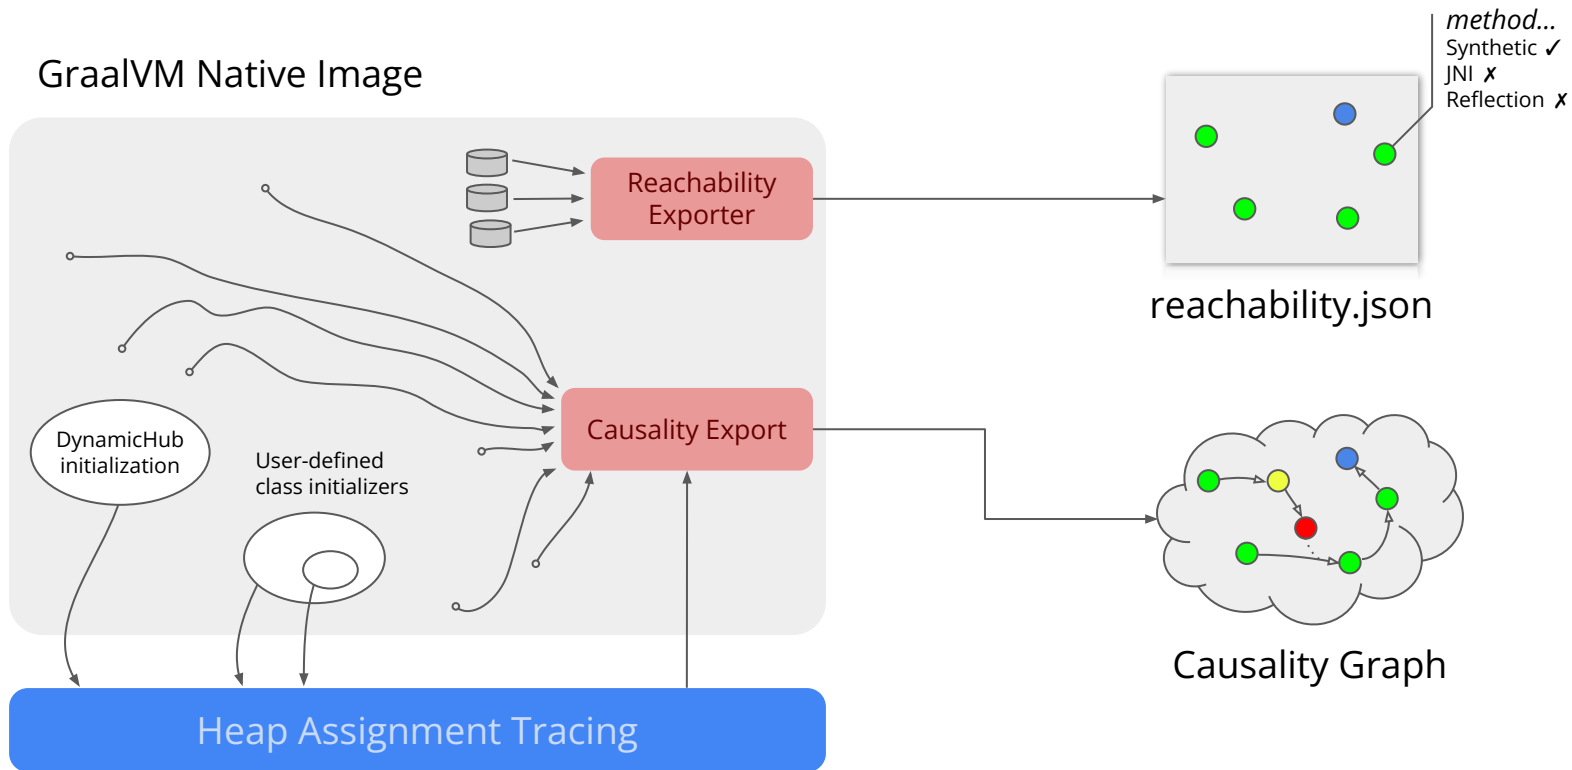 GraalVM Native Image
method...
Synthetic ✓
JNI ✗
Reflection ✗
Reachability
Exporter
reachability.json
DynamicHub
initialization
User-defined
class initializers
Causality Export
Causality Graph
Heap Assignment Tracing